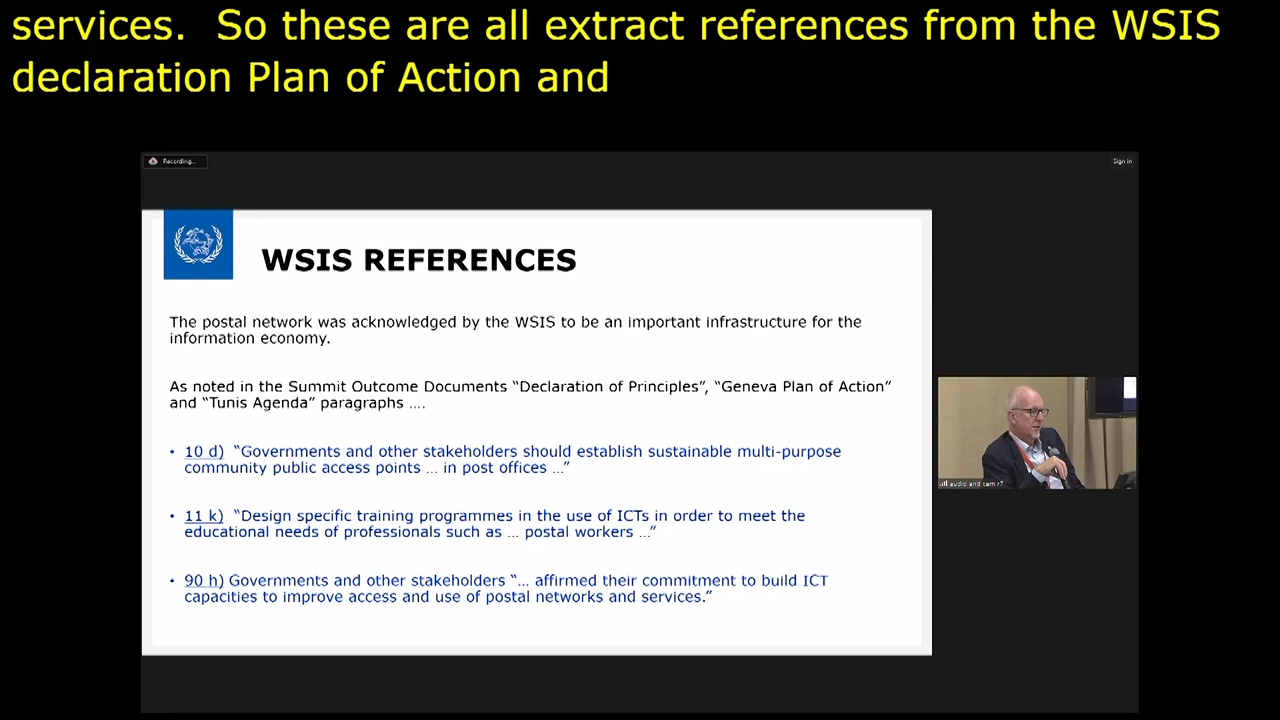 services.  So these are all extract references from the WSIS
declaration Plan of Action and
Recording...
Sign in
WSIS REFERENCES
The postal network was acknowledged by the WSIS to be an important infrastructure for the
information economy.
As noted in the Summit Outcome Documents “Declaration of Principles”, “Geneva Plan of Action”
and “Tunis Agenda” paragraphs ....
• 10 d)  “Governments and other stakeholders should establish sustainable multi-purpose
community public access points … in post offices …”
• 11 k)  “Design specific training programmes in the use of ICTs in order to meet the
educational needs of professionals such as … postal workers …”
• 90 h) Governments and other stakeholders “… affirmed their commitment to build ICT
capacities to improve access and use of postal networks and services.”
audio and cam